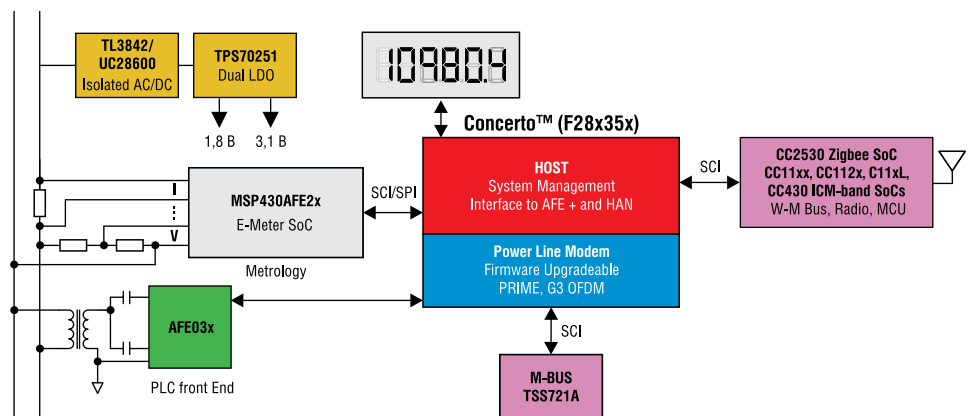 TL3842/
UC28600
Isolated AC/DC
TPS70251
Dual LDO
1,8 В
3,1 В
10980.4
Concerto™ (F28x35x)
HOST
System Management
Interface to AFE + and HAN
Power Line Modem
Firmware Upgradeable
PRIME, G3 OFDM
SCI
CC2530 Zigbee SoC
CC11xx, CC112x, C11xL,
CC430 ICM-band SoCs
W-M Bus, Radio, MCU
I
V
MSP430AFE2x
E-Meter SoC
SCI/SPI
Metrology
AFE03x
PLC front End
SCI
M-BUS
TSS721A